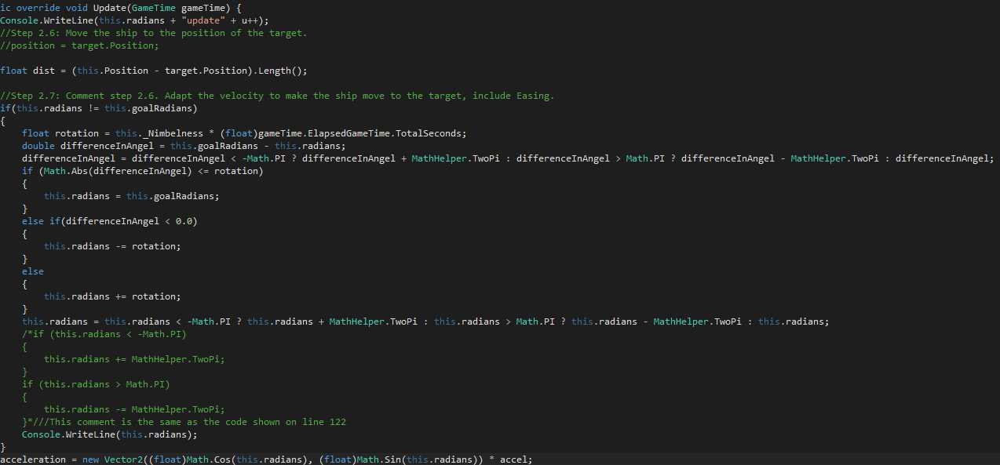 ic override void Update(GameTime gameTime) {
Console.WriteLine(this.radians + "update" + u++);
//Step 2.6: Move the ship to the position of the target.
//position = target.Position;
float dist = (this.Position - target.Position).Length();
//Step 2.7: Comment step 2.6. Adapt the velocity to make the ship move to the target, include Easing.
if(this.radians != this.goalRadians)
{
float rotation = this._Nimbelness * (float)gameTime.ElapsedGameTime.TotalSeconds;
double differenceInAngel = this.goalRadians - this.radians;
differenceInAngel = differenceInAngel < -Math.PI ? differenceInAngel + MathHelper.TwoPi : differenceInAngel > Math.PI ? differenceInAngel - MathHelper.TwoPi : differenceInAngel;
if (Math.Abs(differenceInAngel) <= rotation)
{
this.radians = this.goalRadians;
}
else if(differenceInAngel < 0.0)
{
this.radians -= rotation;
}
else
{
this.radians += rotation;
}
this.radians = this.radians < -Math.PI ? this.radians + MathHelper.TwoPi : this.radians > Math.PI ? this.radians - MathHelper.TwoPi : this.radians;
/*if (this.radians < -Math.PI)
{
this.radians += MathHelper.TwoPi;
}
if (this.radians > Math.PI)
{
this.radians -= MathHelper.TwoPi;
}*///This comment is the same as the code shown on line 122
Console.WriteLine(this.radians);
}
acceleration = new Vector2((float)Math.Cos(this.radians), (float)Math.Sin(this.radians)) * accel;